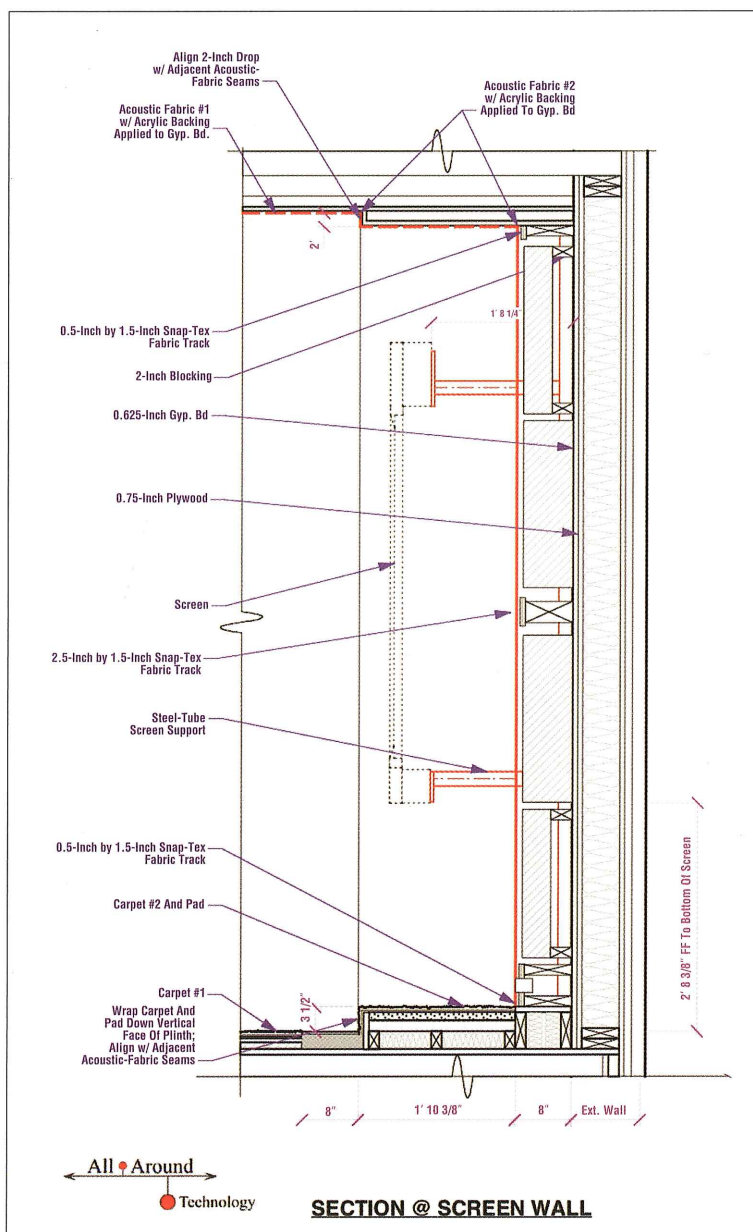 Align 2-Inch Drop
w/ Adjacent Acoustic-
Fabric Seams
Acoustic Fabric #1
w/ Acrylic Backing
Applied to Gyp. Bd.
Acoustic Fabric #2
w/ Acrylic Backing
Applied To Gyp. Bd
2'
1' 8 1/4"
0.5-Inch by 1.5-Inch Snap-Tex
Fabric Track
2-Inch Blocking
0.625-Inch Gyp. Bd
0.75-Inch Plywood
Screen
2.5-Inch by 1.5-Inch Snap-Tex
Fabric Track
Steel-Tube
Screen Support
0.5-Inch by 1.5-Inch Snap-Tex
Fabric Track
Carpet #2 And Pad
2' 8 3/8" FF To Bottom Of Screen
Carpet #1
Wrap Carpet And
Pad Down Vertical
Face Of Plinth;
Align w/ Adjacent
Acoustic-Fabric Seams
3 1/2"
8"
1' 10 3/8"
8"
Ext. Wall
All Around
Technology
SECTION @ SCREEN WALL